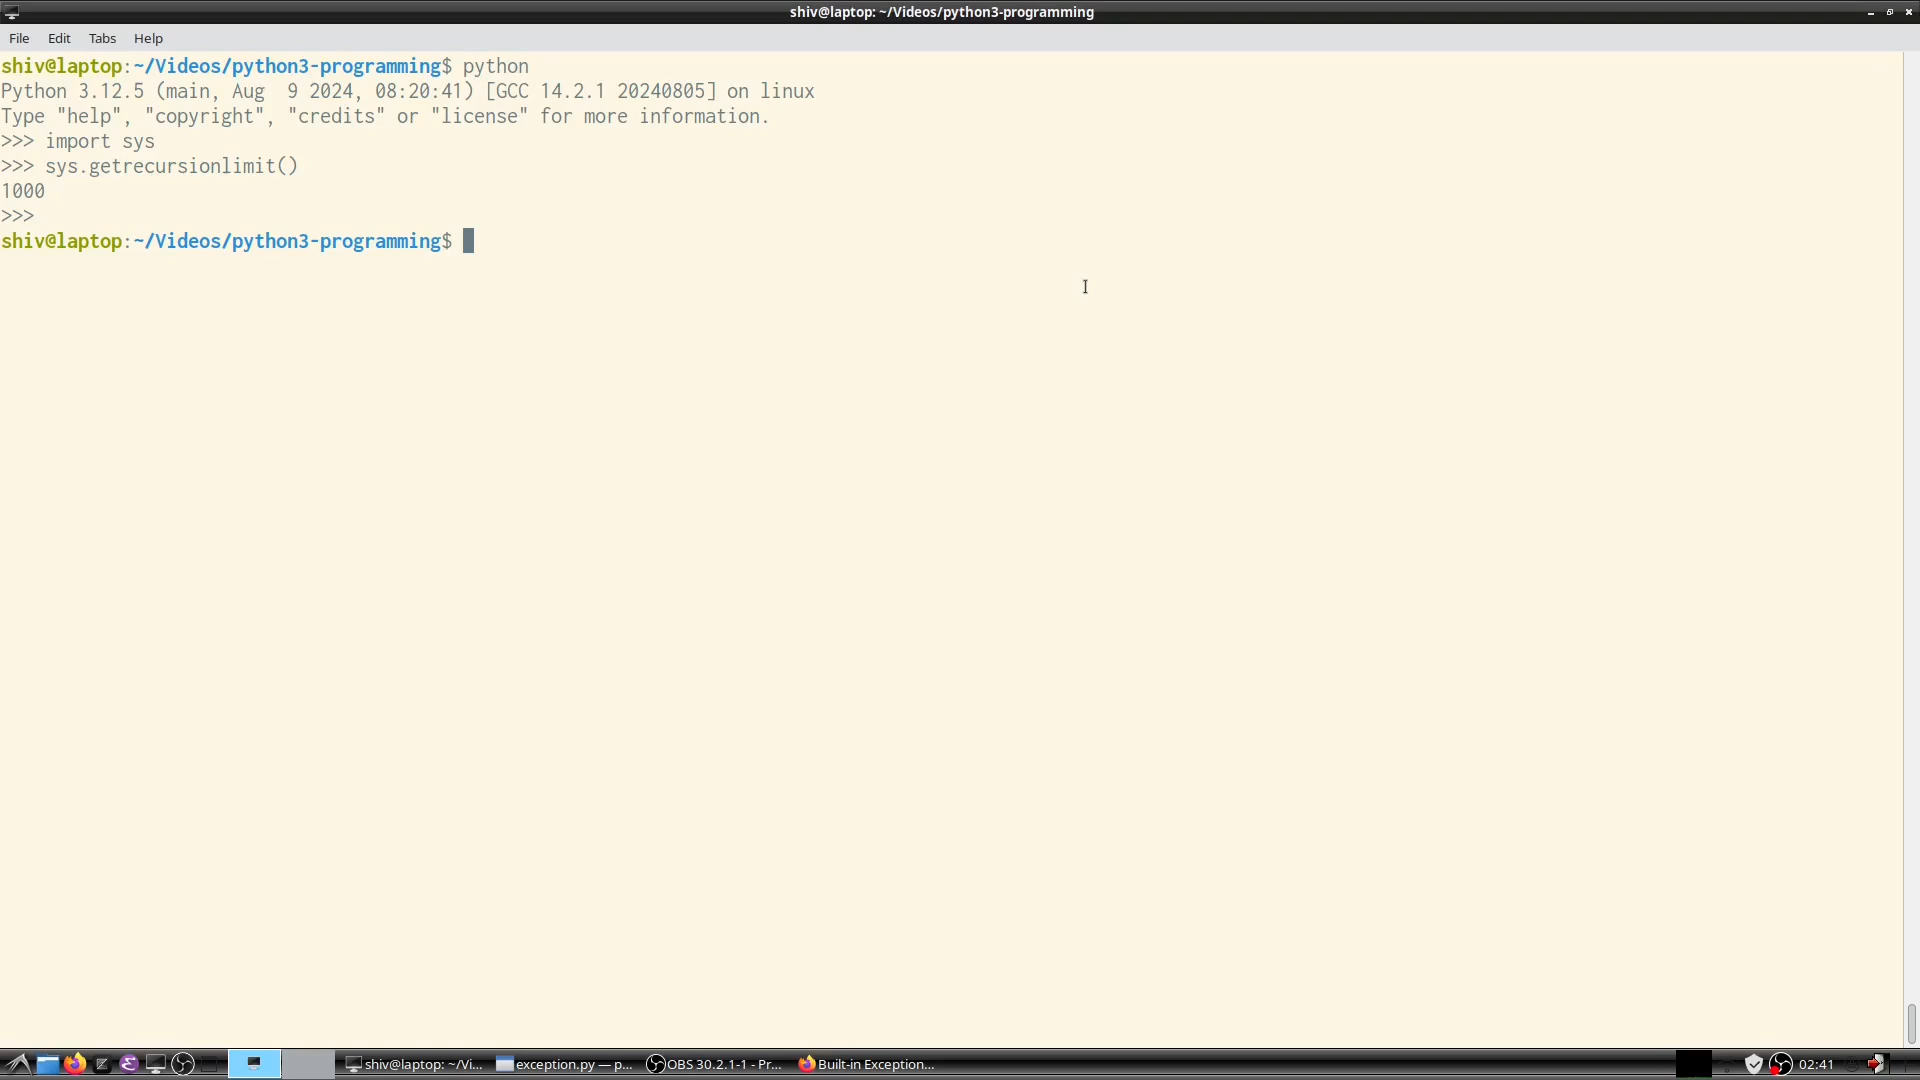 shiv@laptop: ~/Videos/python3-programming
File Edit Tabs Help
shiv@laptop:~/Videos/python3-programming$ python
Python 3.12.5 (main, Aug  9 2024, 08:20:41) [GCC 14.2.1 20240805] on linux
Type "help", "copyright", "credits" or "license" for more information.
>>> import sys
>>> sys.getrecursionlimit()
1000
>>>
shiv@laptop:~/Videos/python3-programming$
shiv@laptop: ~/Vi... exception.py — p... OBS 30.2.1-1 - Pr... Built-in Exception... 02:41